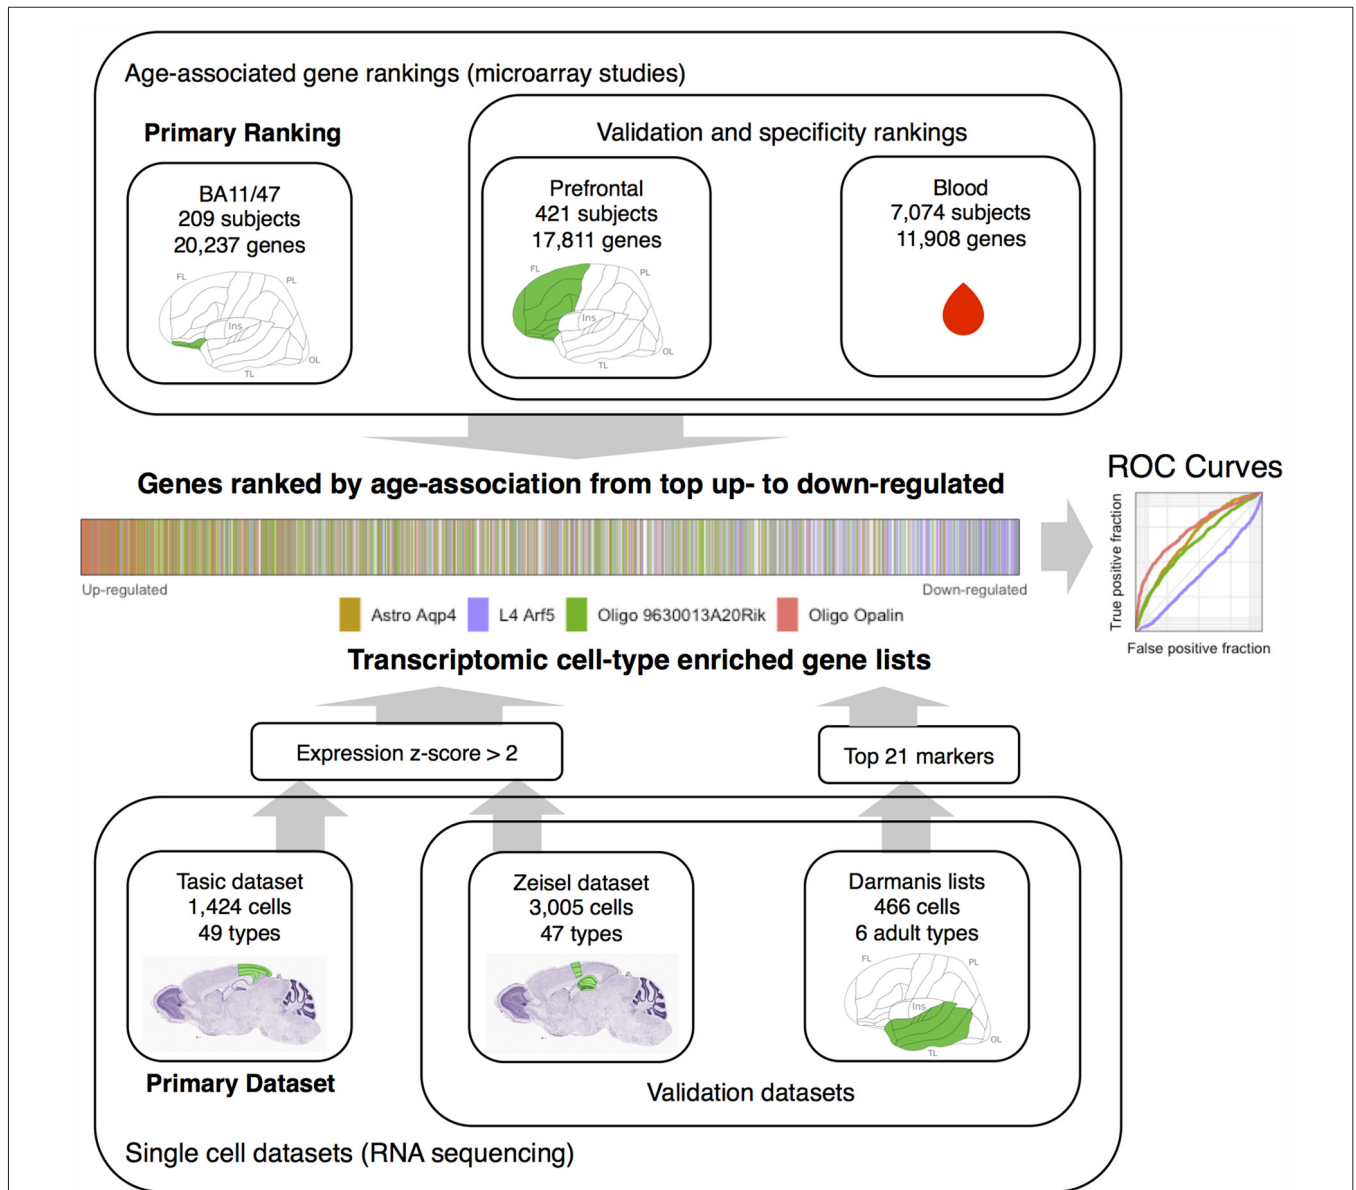 Age-associated gene rankings (microarray studies)
Primary Ranking
Validation and specificity rankings
BA11/47
209 subjects
20,237 genes
FL
PL
Ins
OL
TL
Prefrontal
421 subjects
17,811 genes
FL
PL
Ins
OL
TL
Blood
7,074 subjects
11,908 genes
Genes ranked by age-association from top up- to down-regulated
Up-regulated
Down-regulated
Astro Aqp4
L4 Arf5
Oligo 9630013A20Rik
Oligo Opalin
ROC Curves
True positive fraction
False positive fraction
Transcriptomic cell-type enriched gene lists
Expression z-score > 2
Top 21 markers
Tasic dataset
1,424 cells
49 types
Primary Dataset
Zeisel dataset
3,005 cells
47 types
Darmanis lists
466 cells
6 adult types
FL
PL
Ins
OL
TL
Validation datasets
Single cell datasets (RNA sequencing)